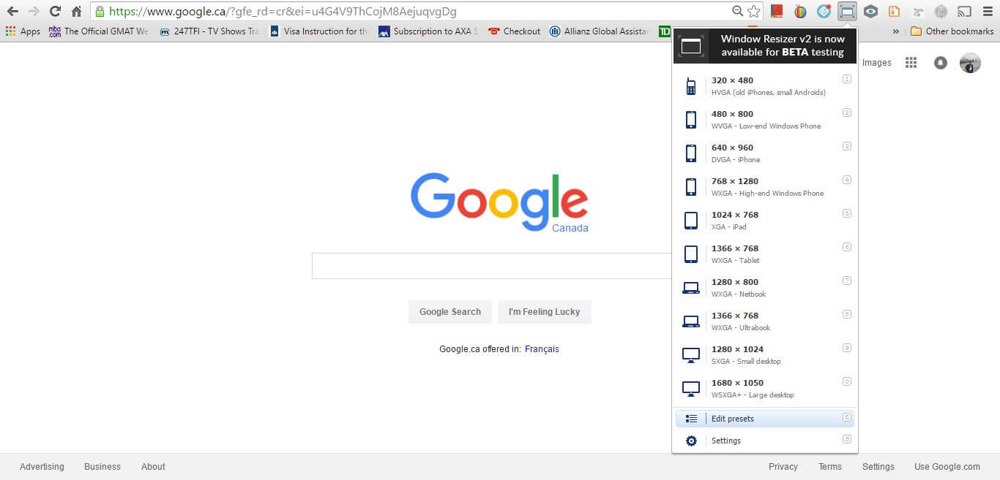 https://www.google.ca/?gfe_rd=cr&ei=u4G4V9ThCojM8AejuqvgDg
Apps
mba.com
The Official GMAT We
247TFI - TV Shows Tra
Visa Instruction for th
AXA
Subscription to AXA S
Checkout
Allianz Global Assistar
TD
»
Other bookmarks
Window Resizer v2 is now
available for BETA testing
Images
320 × 480
1
HVGA (old iPhones, small Androids)
480 × 800
2
WVGA - Low-end Windows Phone
640 × 960
3
DVGA - iPhone
768 × 1280
4
WXGA - High-end Windows Phone
1024 × 768
5
XGA - iPad
1366 × 768
6
WXGA - Tablet
1280 × 800
7
WXGA - Netbook
1366 × 768
8
WXGA - Ultrabook
1280 × 1024
9
SXGA - Small desktop
1680 × 1050
0
WSXGA+ - Large desktop
Edit presets
E
Settings
S
Google
Canada
Google Search
I'm Feeling Lucky
Google.ca offered in: Français
Advertising
Business
About
Privacy
Terms
Settings
Use Google.com